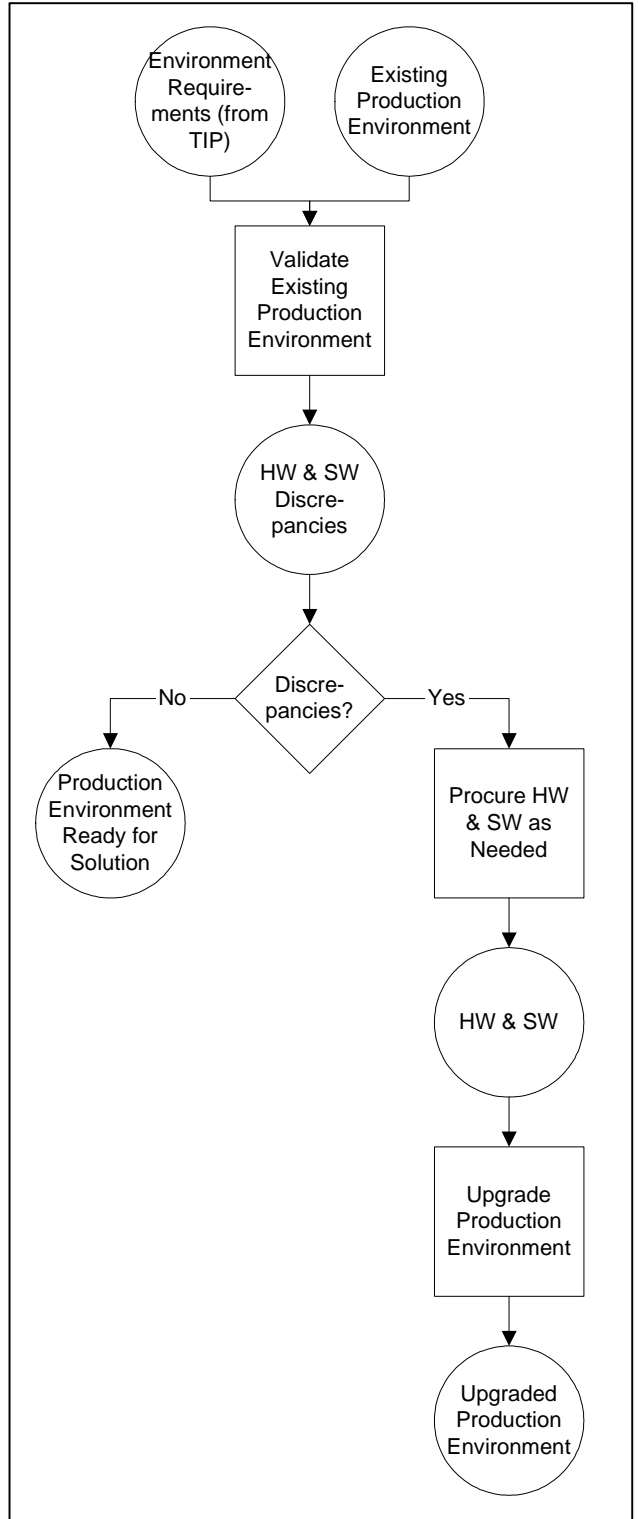 Environment
Require-
ments (from
TIP)
Existing
Production
Environment
Validate
Existing
Production
Environment
HW & SW
Discre-
pancies
Discre-
pancies?
No
Yes
Production
Environment
Ready for
Solution
Procure HW
& SW as
Needed
HW & SW
Upgrade
Production
Environment
Upgraded
Production
Environment